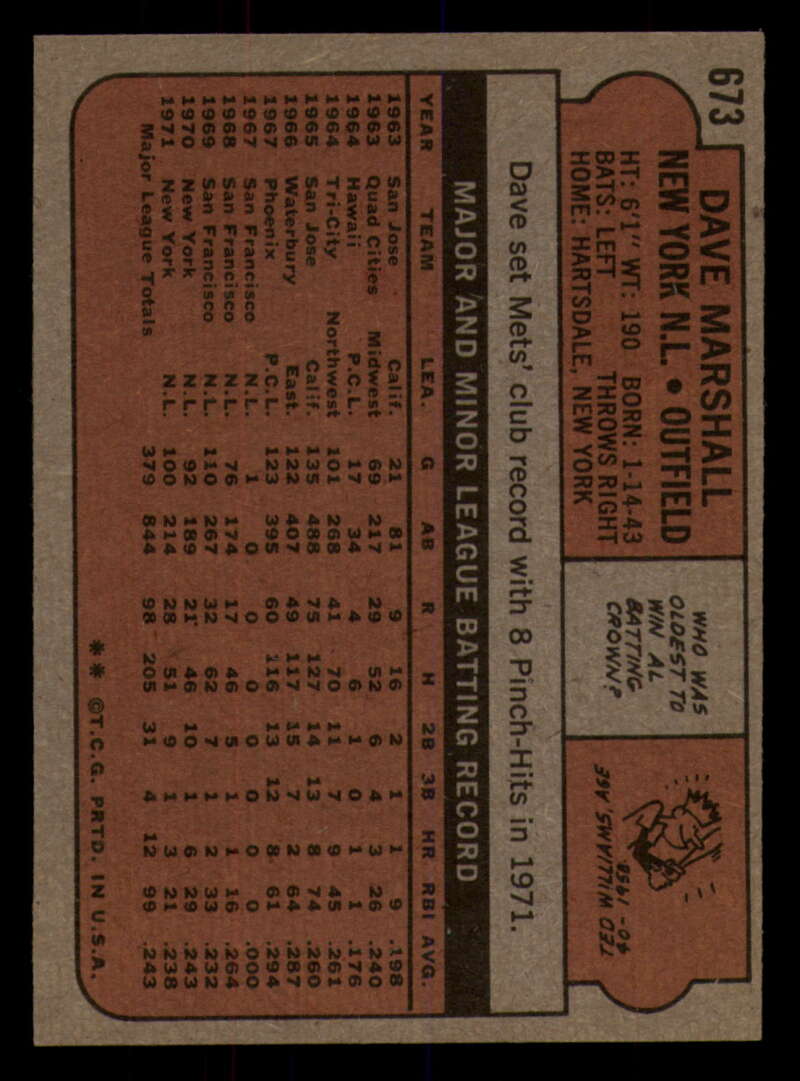 673
DAVE MARSHALL
NEW YORK N.L. • OUTFIELD
HT: 6'1" WT: 190 BORN: 1-14-43
BATS: LEFT THROWS RIGHT
HOME: HARTSDALE, NEW YORK
WHO WAS
OLDEST TO
WIN AL
BATTING
CROWN?
TED WILLIAMS, AGE
40 - 1958
Dave set Mets' club record with 8 Pinch-Hits in 1971.
MAJOR AND MINOR LEAGUE BATTING RECORD
YEAR TEAM LEA. G AB R H 2B 3B HR RBI AVG.
1963 San Jose Calif. 21 81 9 16 2 1 1 9 .198
1963 Quad Cities Midwest 69 217 29 52 6 4 3 26 .240
1964 Hawaii P.C.L. 17 34 4 6 1 0 1 1 .176
1964 Tri-City Northwest 101 268 41 70 11 7 9 45 .261
1965 San Jose Calif. 135 488 75 127 14 13 8 74 .260
1966 Waterbury East. 122 407 49 117 15 7 2 64 .287
1967 Phoenix P.C.L. 123 395 60 116 13 12 8 61 .294
1967 San Francisco N.L. 1 0 0 0 0 0 0 0 .000
1968 San Francisco N.L. 76 174 17 46 5 1 1 16 .264
1969 San Francisco N.L. 110 267 32 62 7 1 2 33 .232
1970 New York N.L. 92 189 21 46 10 1 6 29 .243
1971 New York N.L. 100 214 28 51 9 1 3 21 .238
Major League Totals 379 844 98 205 31 4 12 99 .243
** ©T.C.G. PRTD. IN U.S.A.